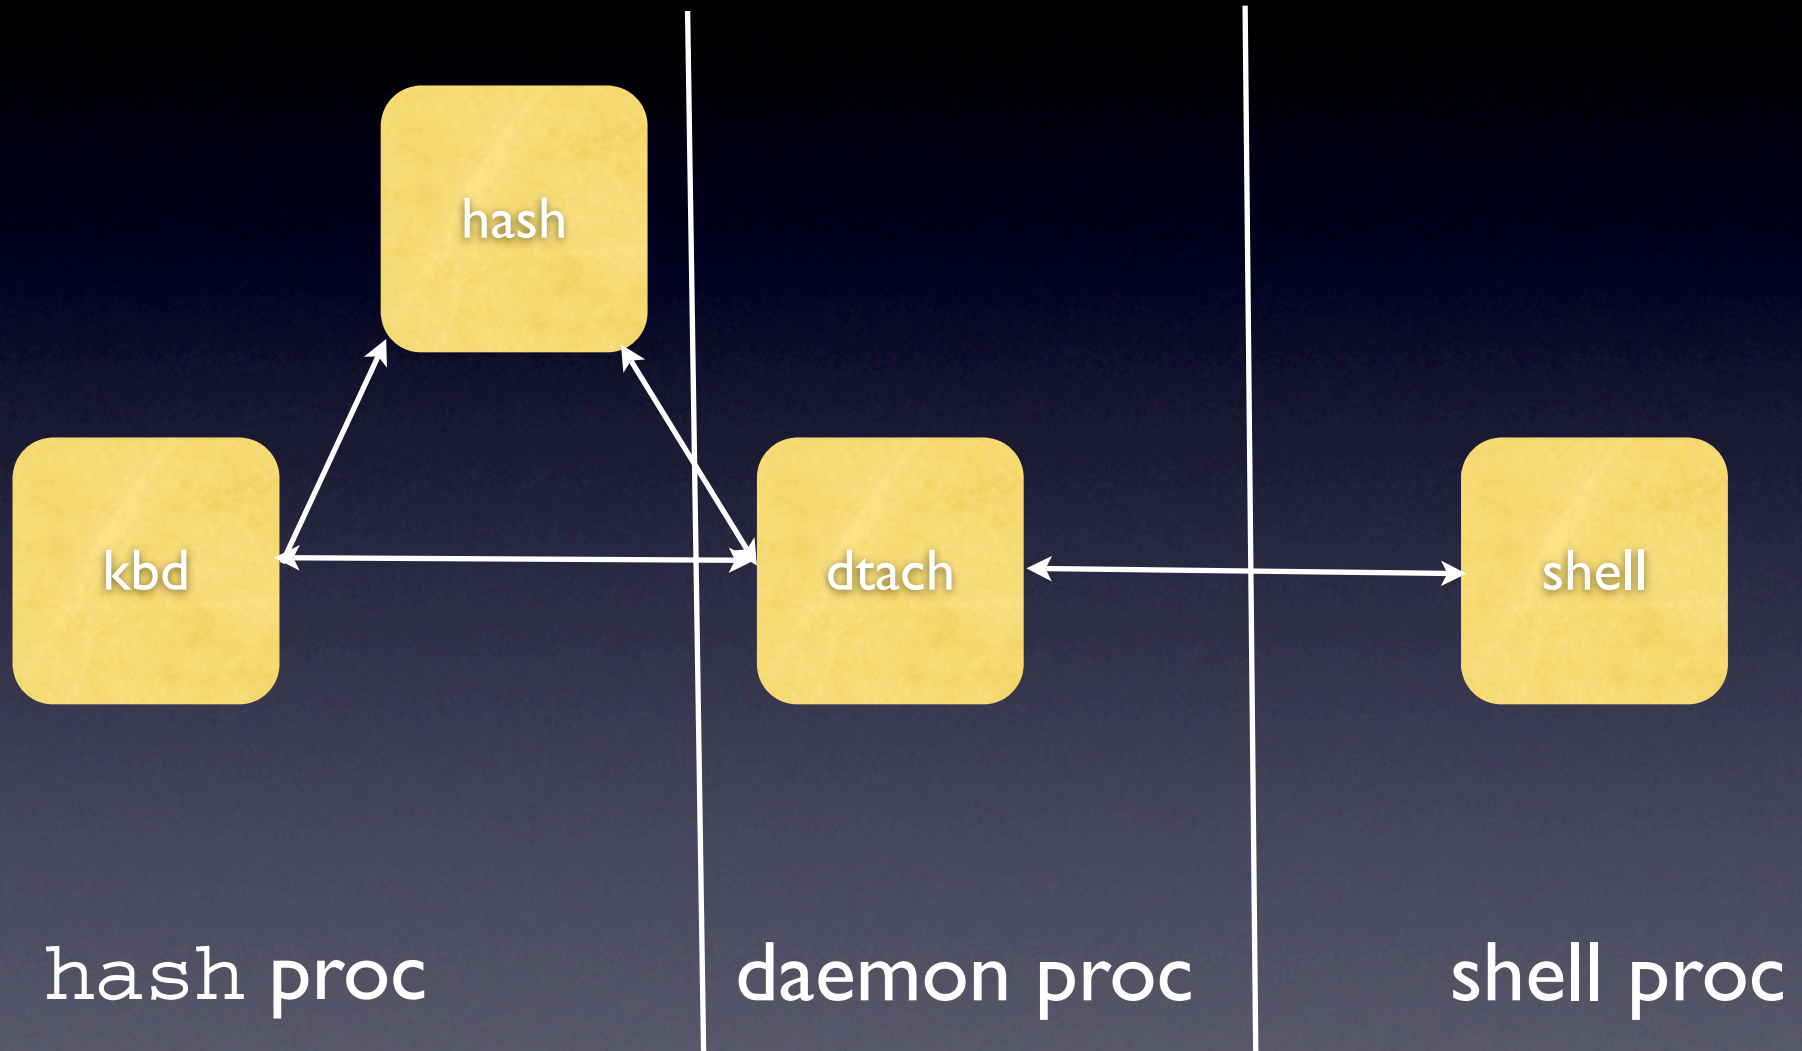 hash
kbd
dtach
shell
hash proc
daemon proc
shell proc